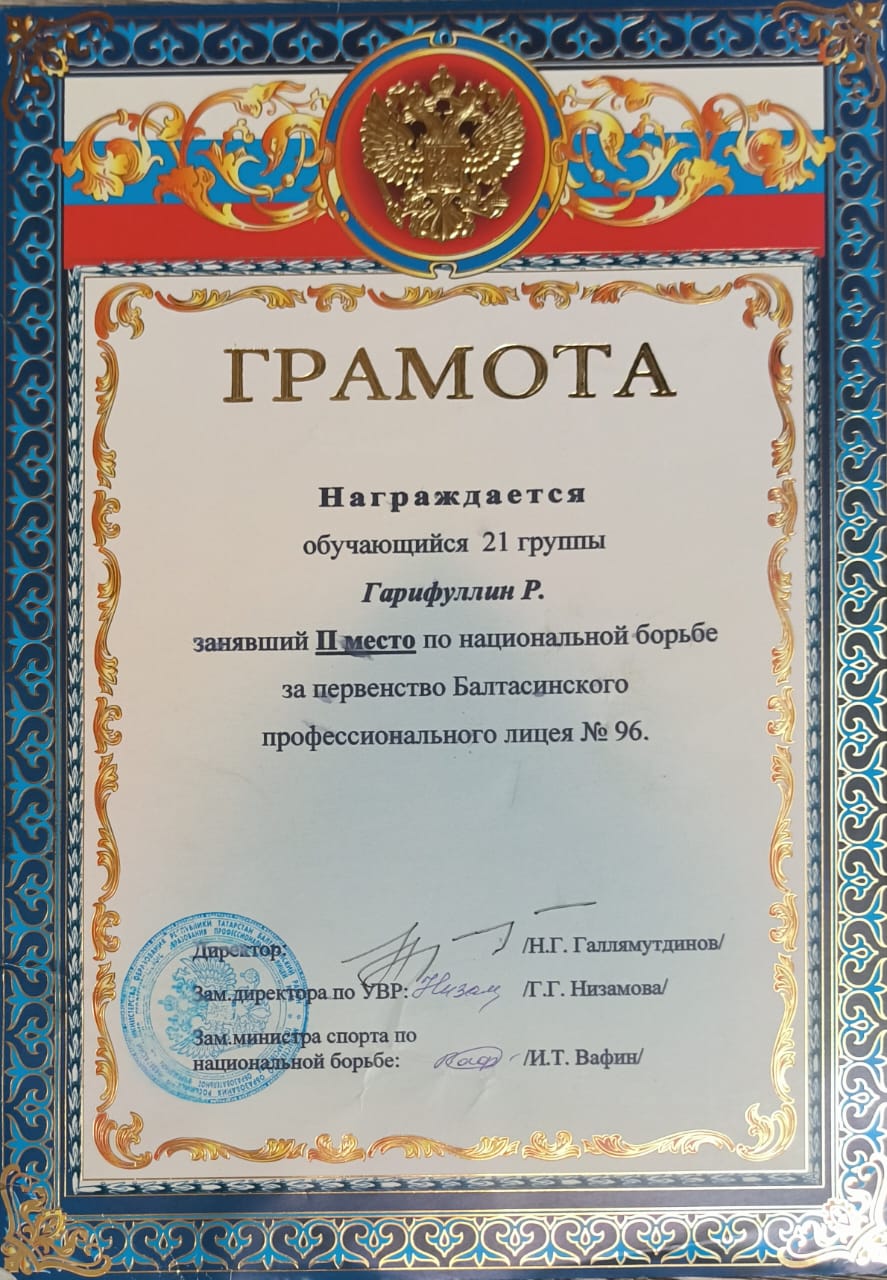 ГРАМОТА
Награждается
обучающийся 21 группы
Гарифуллин Р.
занявший II место по национальной борьбе
за первенство Балтасинского
профессионального лицея № 96.
Директор: /Н.Г. Галлямутдинов/
Зам.директора по УВР: Низам /Г.Г. Низамова/
Зам.министра спорта по
национальной борьбе: /И.Т. Вафин/